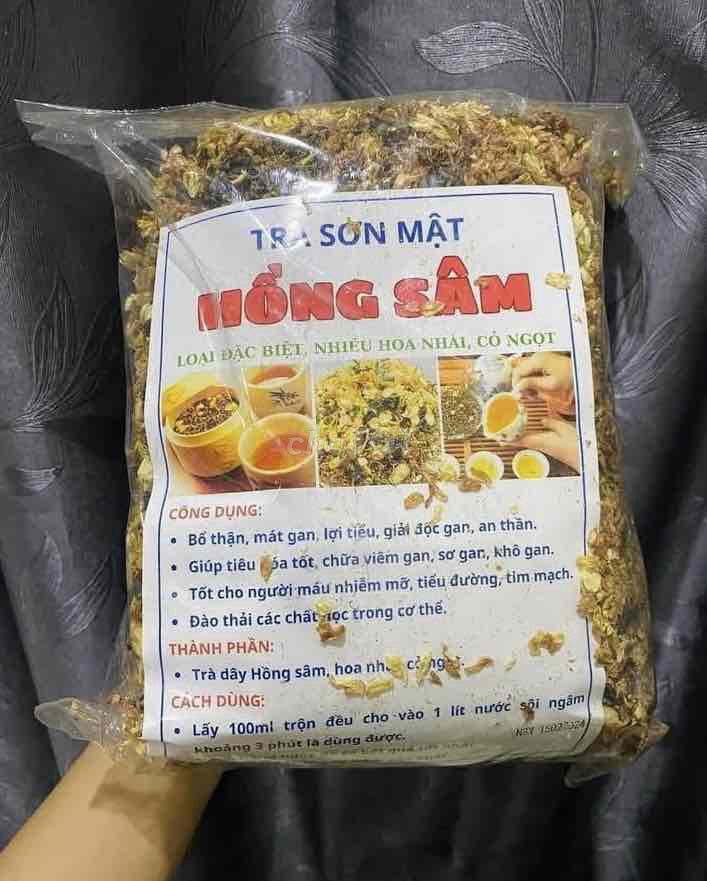 TRÀ SƠN MẬT
HỒNG SÂM
LOẠI ĐẶC BIỆT, NHIỀU HOA NHÀI, CỎ NGỌT
CÔNG DỤNG:
• Bổ thận, mát gan, lợi tiểu, giải độc gan, an thần.
• Giúp tiêu hóa tốt, chữa viêm gan, sơ gan, khô gan.
• Tốt cho người máu nhiễm mỡ, tiểu đường, tim mạch.
• Đào thải các chất độc trong cơ thể.
THÀNH PHẦN:
• Trà dây Hồng sâm, hoa nhài, cỏ ngọt.
CÁCH DÙNG:
• Lấy 100ml trộn đều cho vào 1 lít nước sôi ngâm
khoảng 3 phút là dùng được.
NSX 15022024